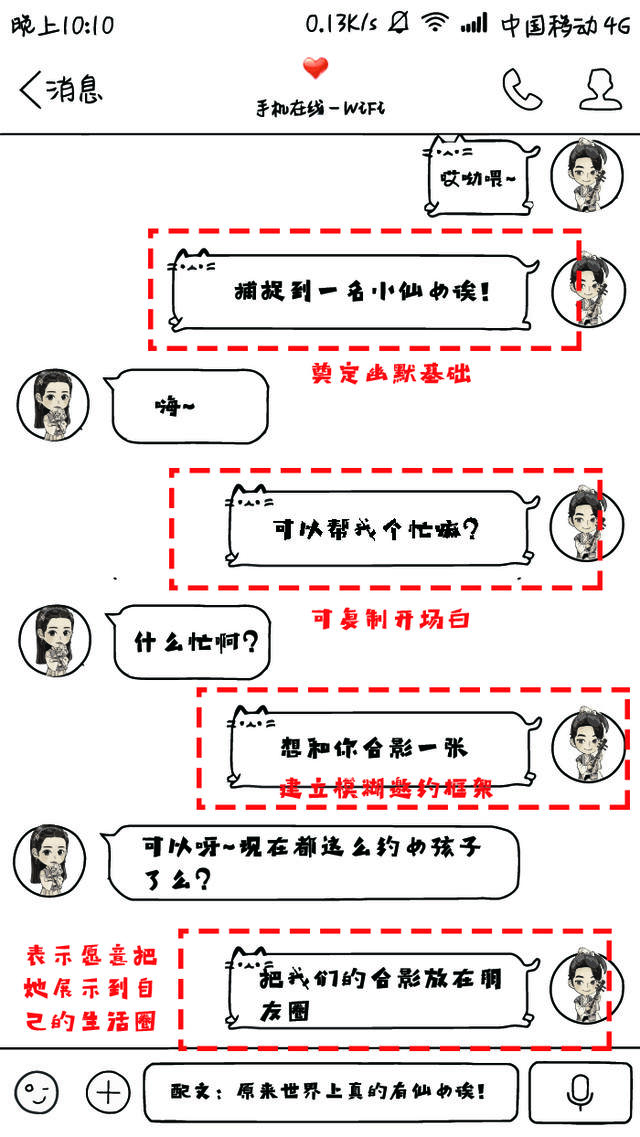 晚上10:10 0.13K/s 中国移动 4G
消息
手机在线-WiFi
哎呦喂~
捕捉到一名小仙女诶!
奠定幽默基础
嗨~
可以帮我个忙嘛?
可复制开场白
什么忙啊?
想和你合影一张
建立模糊邀约框架
可以呀~现在都这么约女孩子
了么?
表示愿意把
她展示到自
己的生活圈
把我们的合影放在朋
友圈
配文：原来世界上真的有仙女诶!